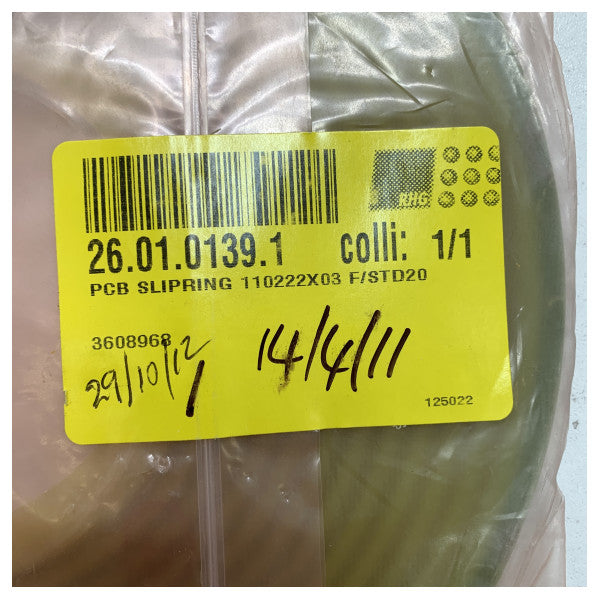 RHG
26.01.0139.1 colli: 1/1
PCB SLIPRING 110222X03 F/STD20
3608968
29/10/12 14/4/11
125022